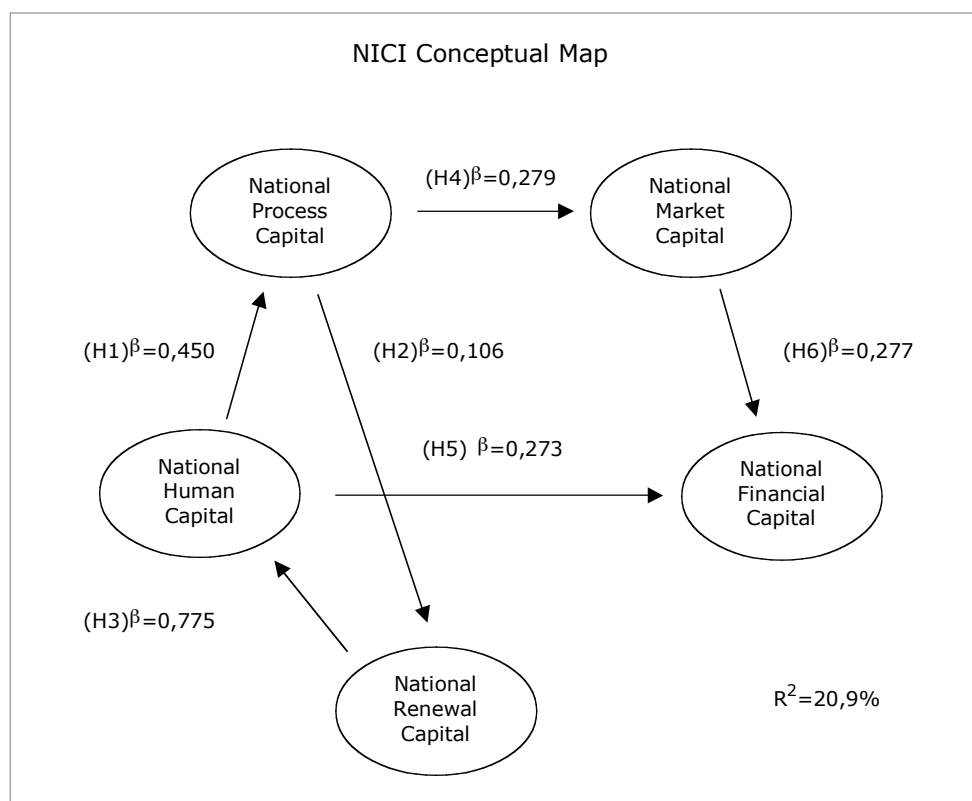 NICI Conceptual Map
National
Process
Capital
(H4)β=0,279
National
Market
Capital
(H1)β=0,450
(H2)β=0,106
(H6)β=0,277
National
Human
Capital
(H5) β=0,273
National
Financial
Capital
(H3)β=0,775
National
Renewal
Capital
R²=20,9%